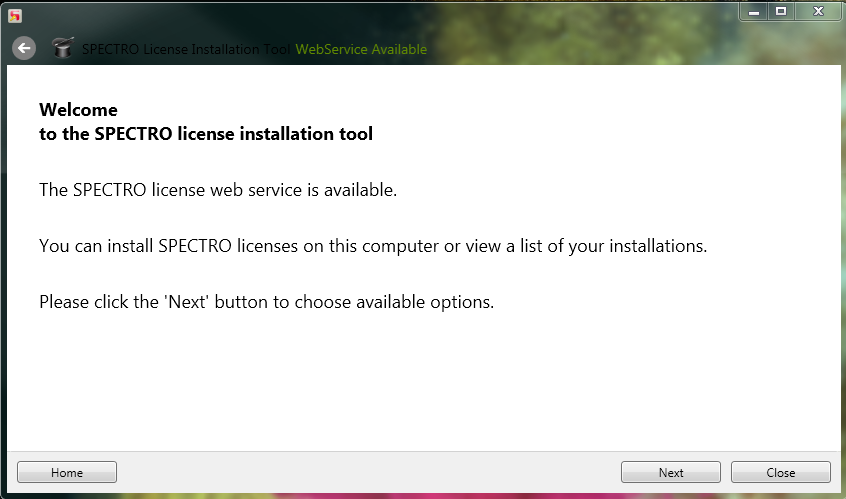 SPECTRO License Installation Tool WebService Available
Welcome
to the SPECTRO license installation tool
The SPECTRO license web service is available.
You can install SPECTRO licenses on this computer or view a list of your installations.
Please click the 'Next' button to choose available options.
Home Next Close